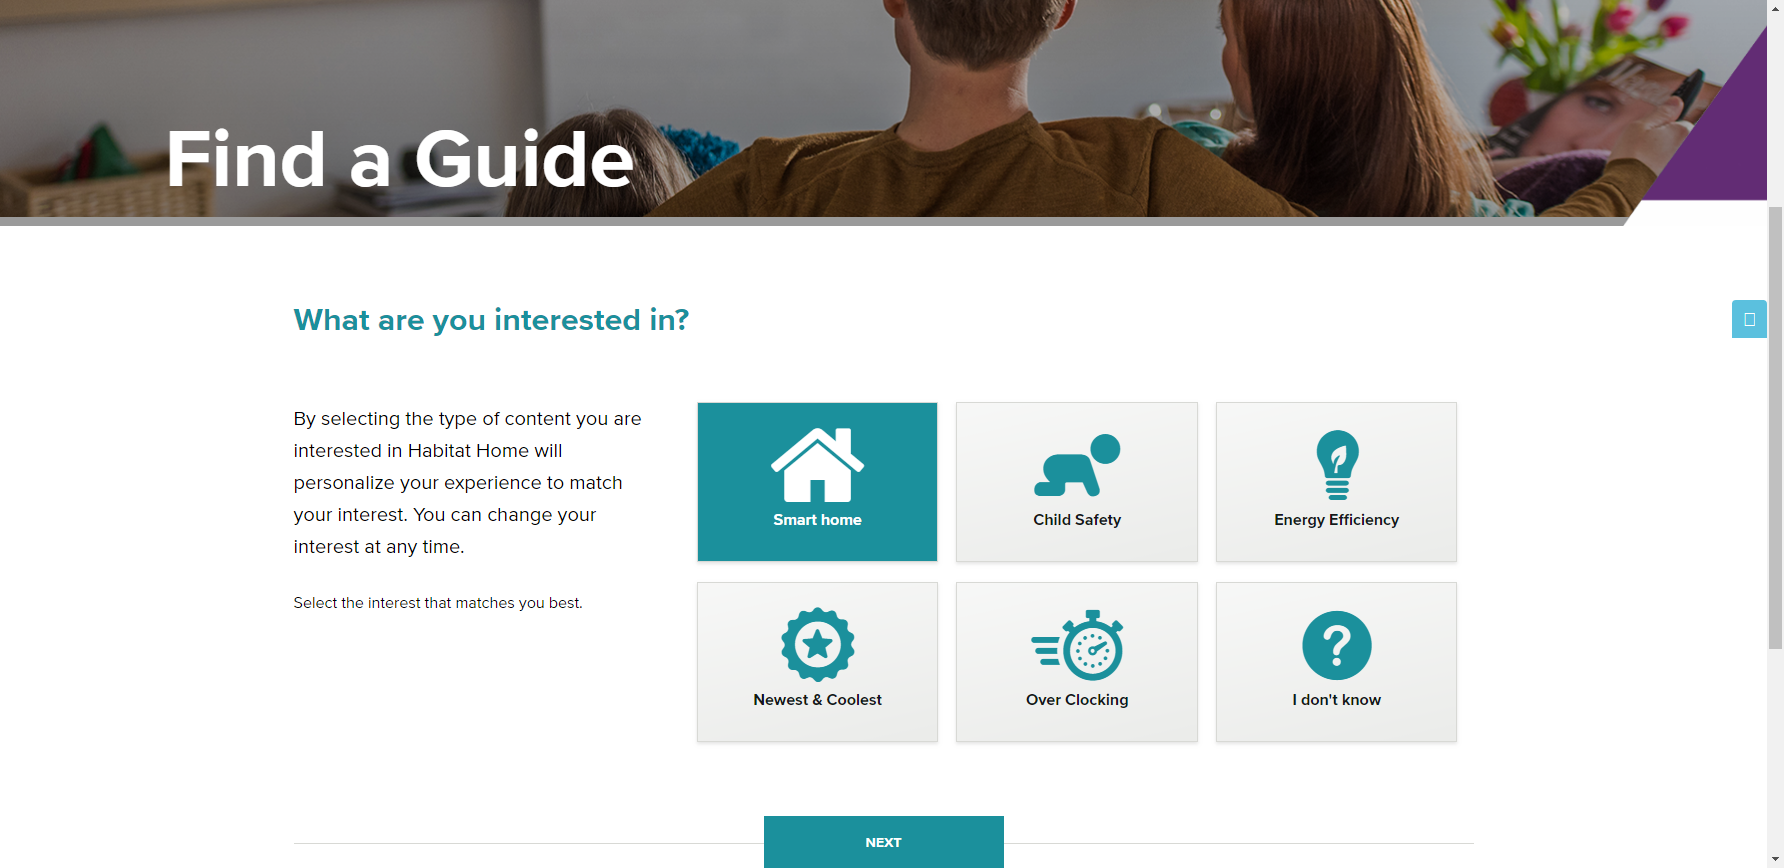 Find a Guide
What are you interested in?
By selecting the type of content you are
interested in Habitat Home will
personalize your experience to match
your interest. You can change your
interest at any time.
Select the interest that matches you best.
Smart home
Child Safety
Energy Efficiency
Newest & Coolest
Over Clocking
I don't know
NEXT